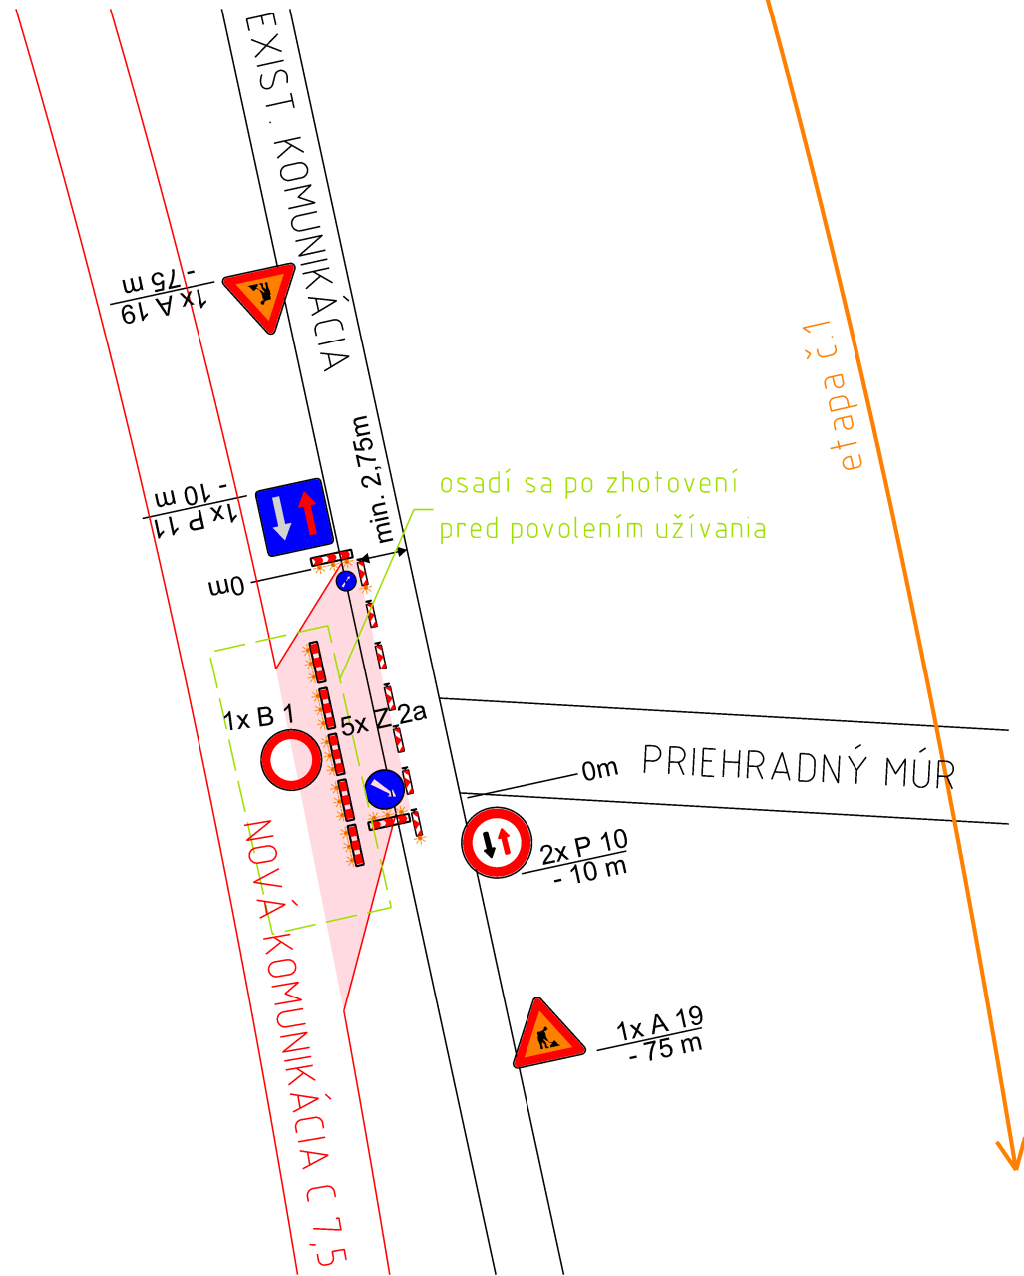 EXIST. KOMUNIKÁCIA
1x A 19
- 75 m
etapa č.1
min. 2,75m
osadí sa po zhotovení
pred povolením užívania
1x P 11
- 10 m
0m
1x B 1
5x Z 2a
0m
PRIEHRADNÝ MÚR
2x P 10
- 10 m
NOVÁ KOMUNIKÁCIA C 7,5
1x A 19
- 75 m